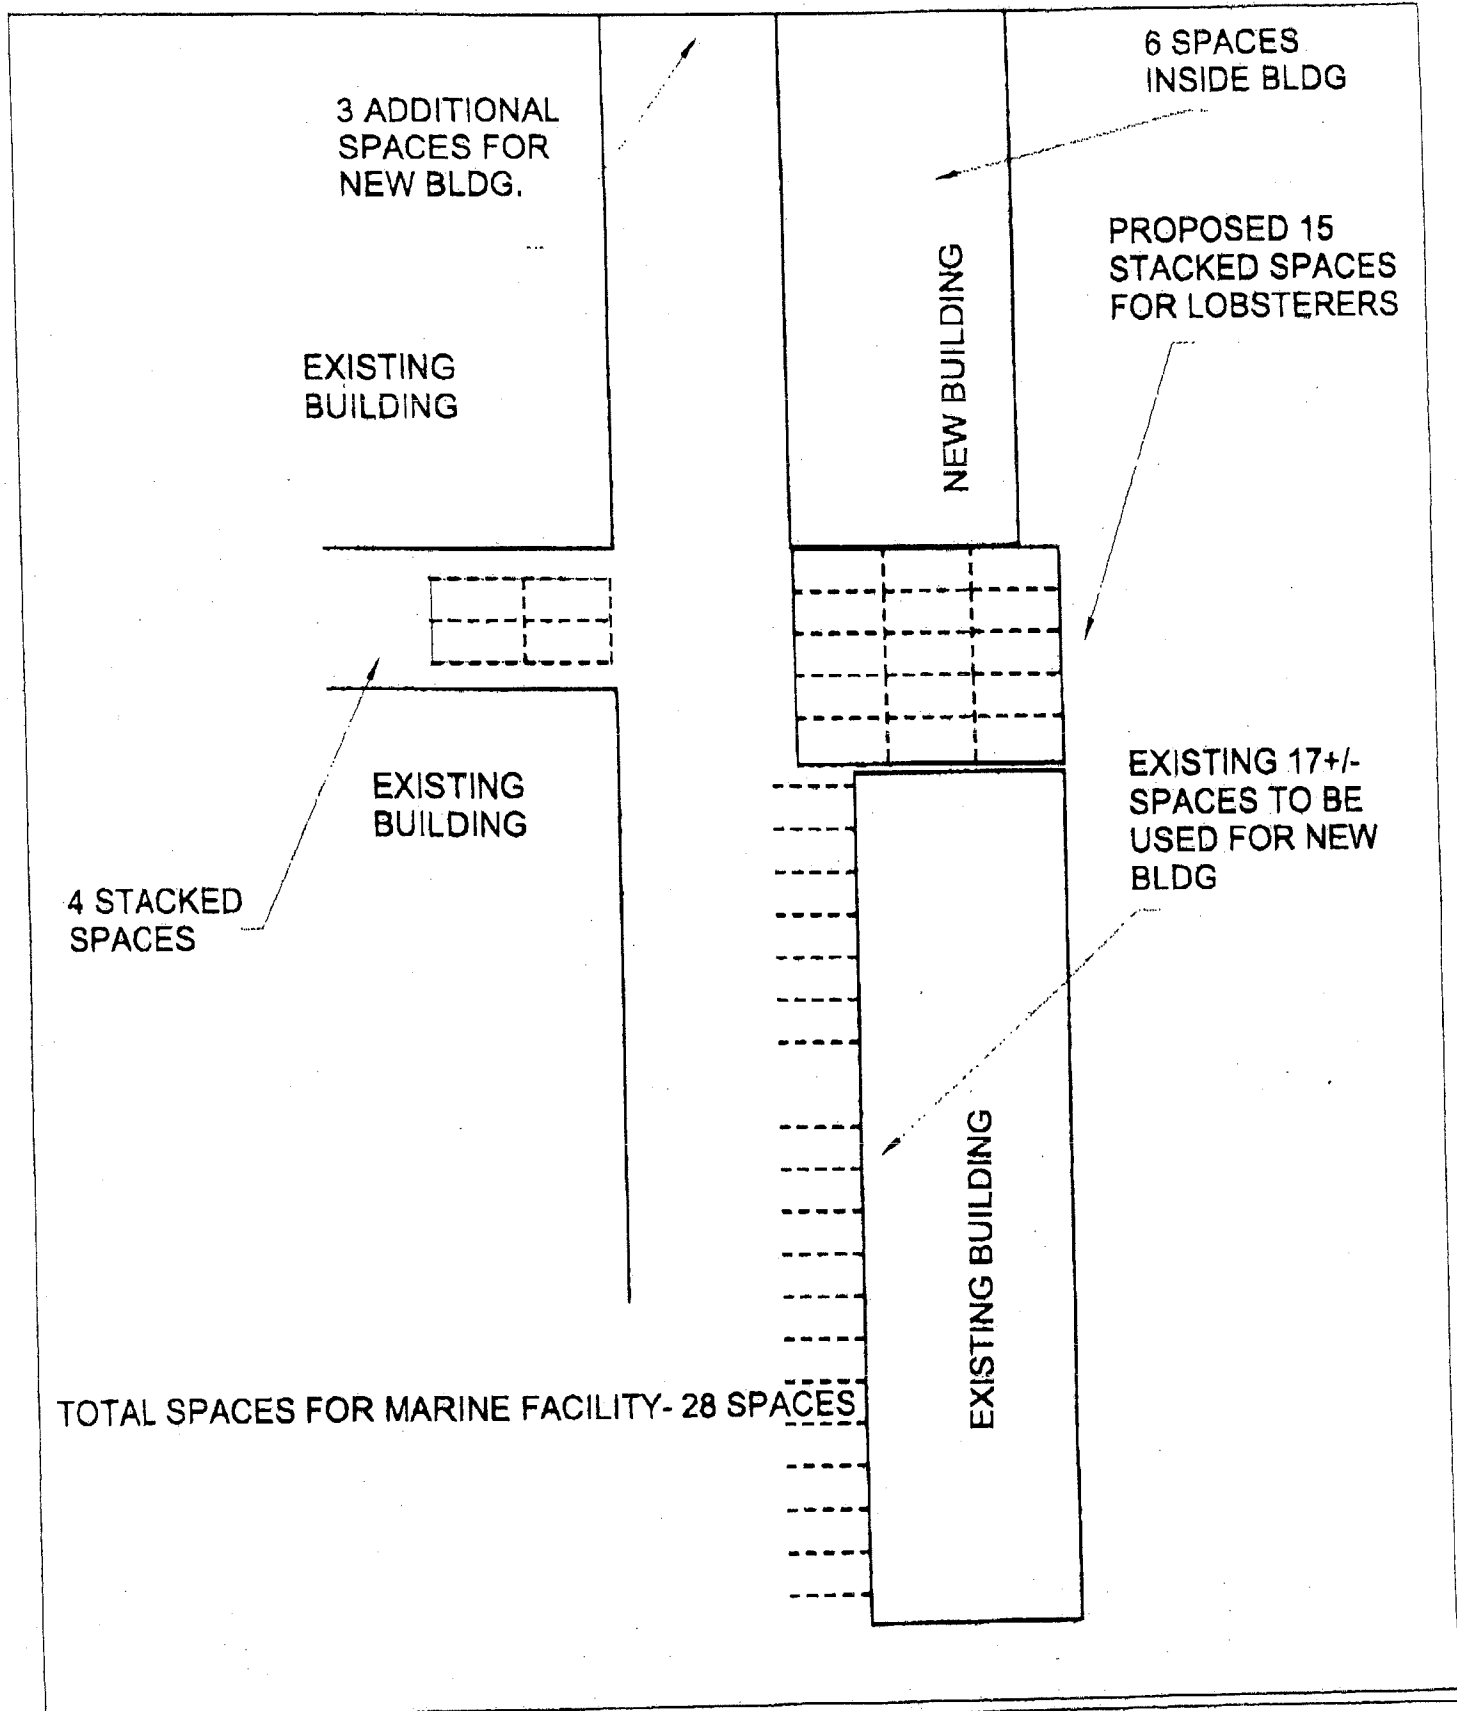 6 SPACES
INSIDE BLDG
3 ADDITIONAL
SPACES FOR
NEW BLDG.
PROPOSED 15
STACKED SPACES
FOR LOBSTERERS
NEW BUILDING
EXISTING
BUILDING
EXISTING 17+/-
SPACES TO BE
USED FOR NEW
BLDG
EXISTING
BUILDING
4 STACKED
SPACES
EXISTING BUILDING
TOTAL SPACES FOR MARINE FACILITY- 28 SPACES